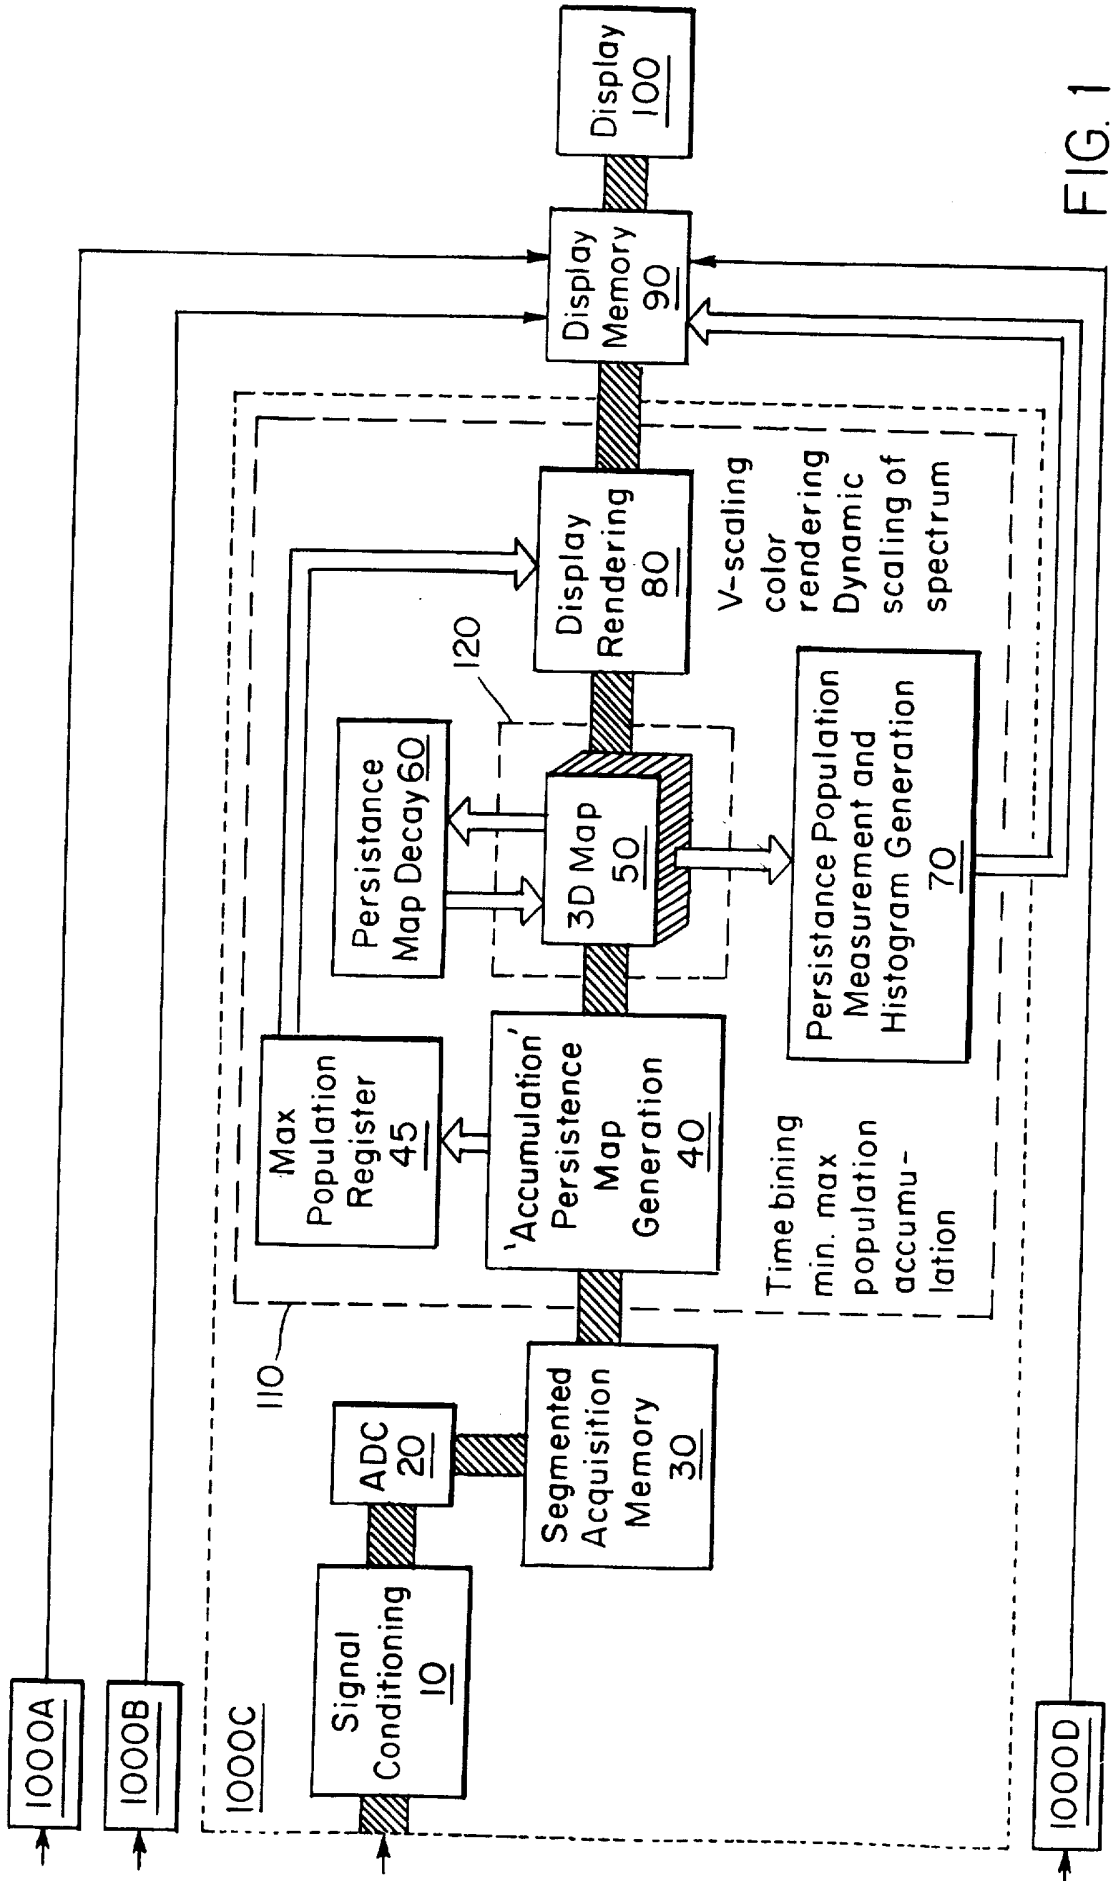 1000A
1000B
1000C
Signal
Conditioning
10
ADC
20
Segmented
Acquisition
Memory
30
110
Max
Population
Register
45
'Accumulation'
Persistence
Map
Generation
40
Time bining
min. max
population
accumu-
lation
Persistance
Map Decay 60
120
3D Map
50
Persistance Population
Measurement and
Histogram Generation
70
Display
Rendering
80
V-scaling
color
rendering
Dynamic
scaling of
spectrum
Display
Memory
90
Display
100
1000D
FIG. 1